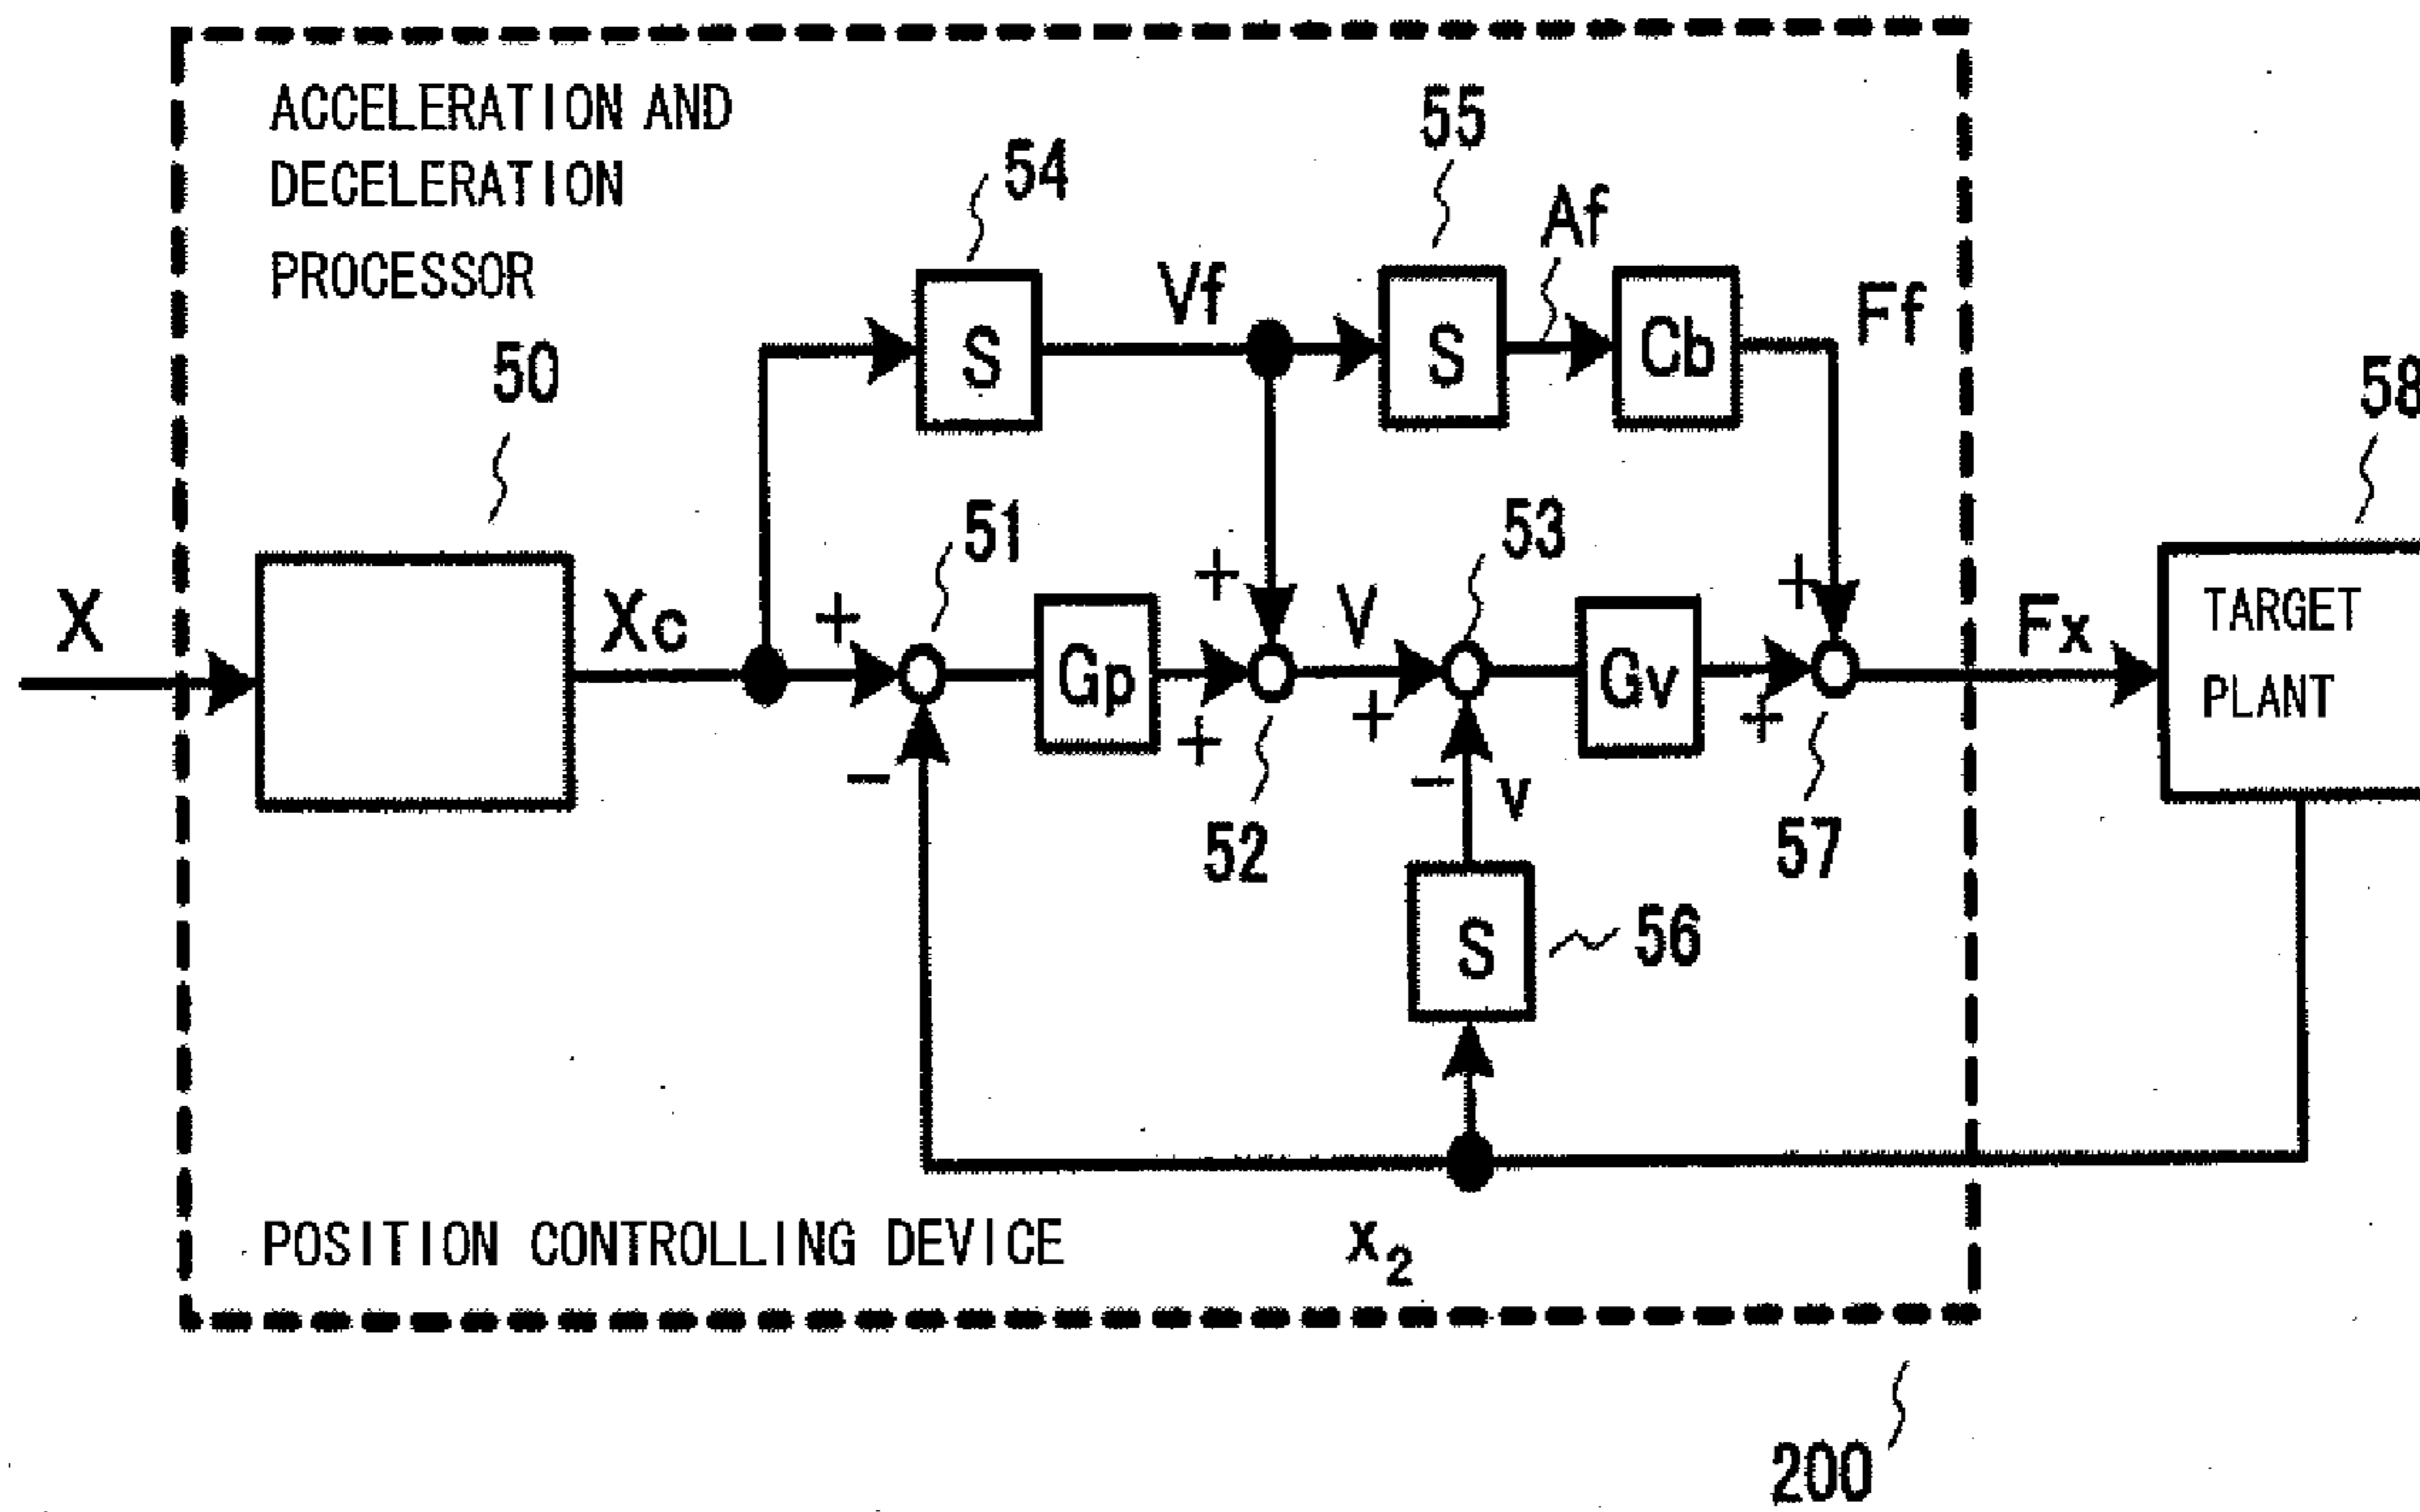 ACCELERATION AND
DECELERATION
PROCESSOR
54
55
Af
Vf
S
S
Cb
Ff
50
58
51
53
X
Xc
+
+
V
+
Fx
TARGET
PLANT
Gp
Gv
+
+
+
-
-
v
52
57
S
56
POSITION CONTROLLING DEVICE
x2
200